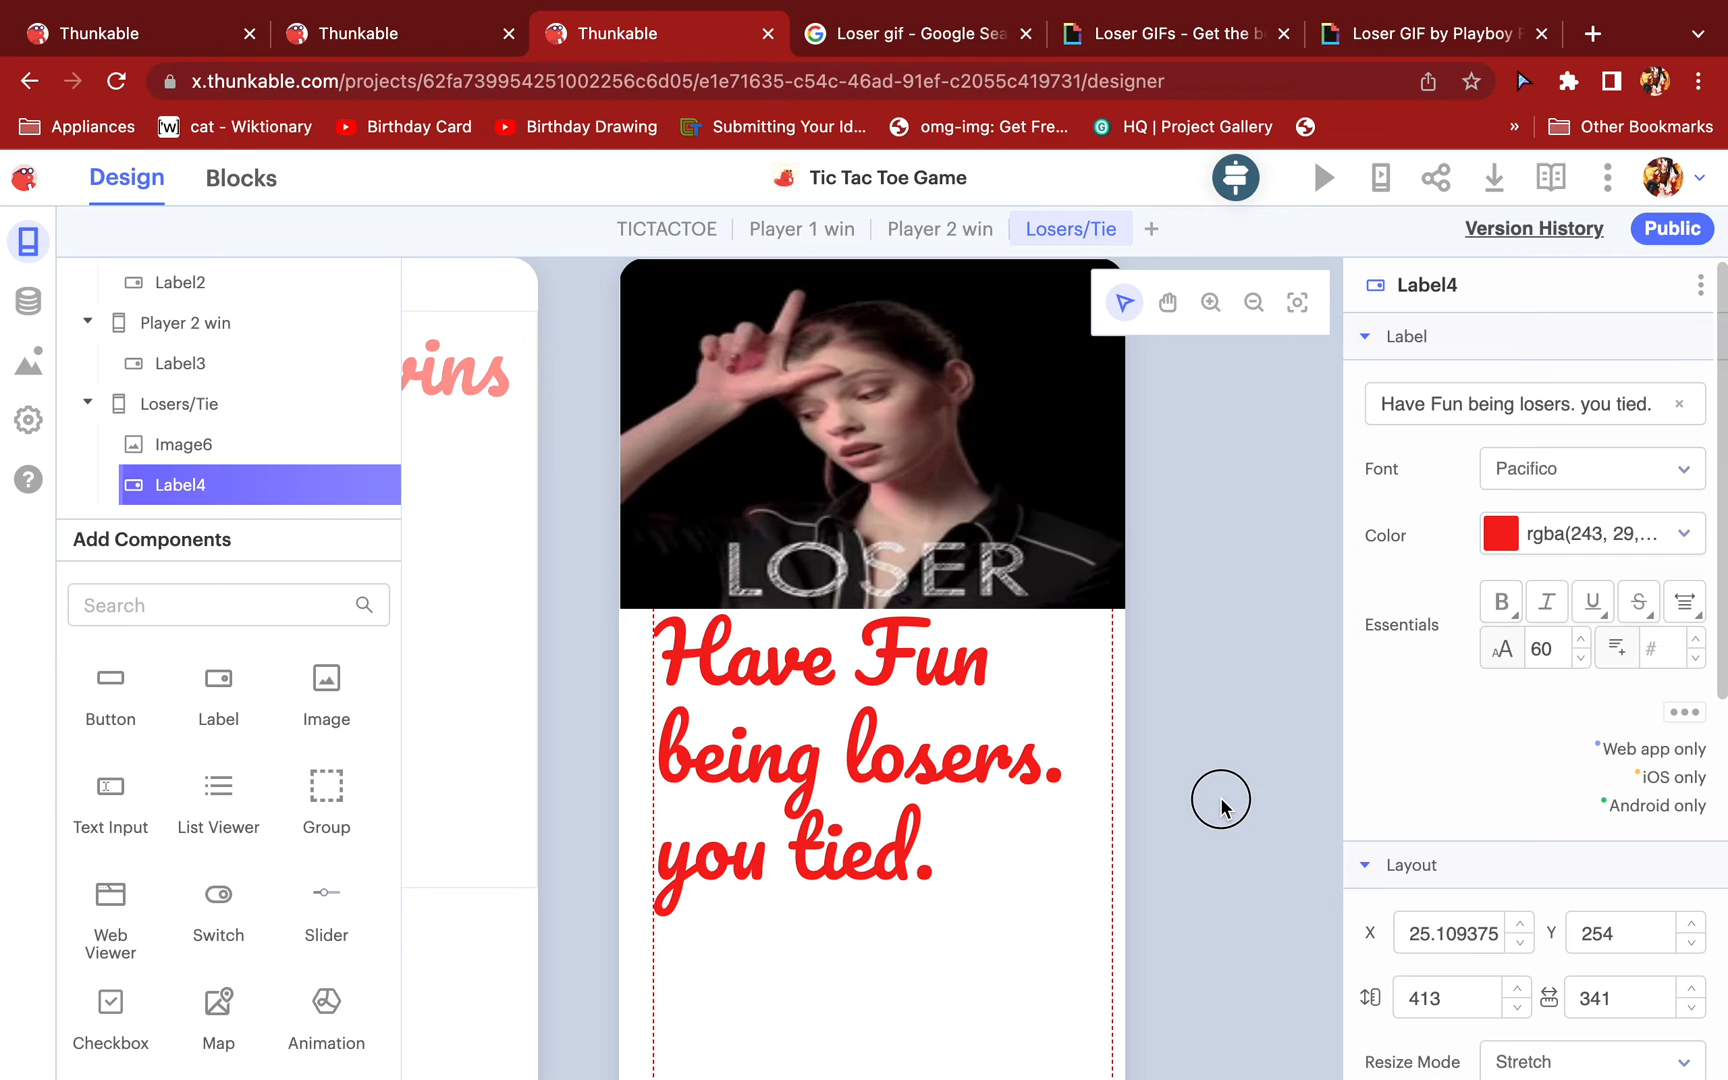 Thunkable
Thunkable
Thunkable
Loser gif - Google Sea
Loser GIFs - Get the be
Loser GIF by Playboy F
x.thunkable.com/projects/62fa739954251002256c6d05/e1e71635-c54c-46ad-91ef-c2055c419731/designer
Appliances
[w] cat - Wiktionary
Birthday Card
Birthday Drawing
Submitting Your Id...
omg-img: Get Fre...
HQ | Project Gallery
»
Other Bookmarks
Design
Blocks
Tic Tac Toe Game
TICTACTOE
Player 1 win
Player 2 win
Losers/Tie
+
Version History
Public
Label2
Player 2 win
Label3
Losers/Tie
Image6
Label4
Add Components
Search
Button
Label
Image
Text Input
List Viewer
Group
Web Viewer
Switch
Slider
Checkbox
Map
Animation
wins
LOSER
Have Fun
being losers.
you tied.
Label4
Label
Have Fun being losers. you tied.
Font
Pacifico
Color
rgba(243, 29,...
Essentials
B I U S
AA 60 #
Web app only
iOS only
Android only
Layout
X 25.109375 Y 254
413 341
Resize Mode Stretch